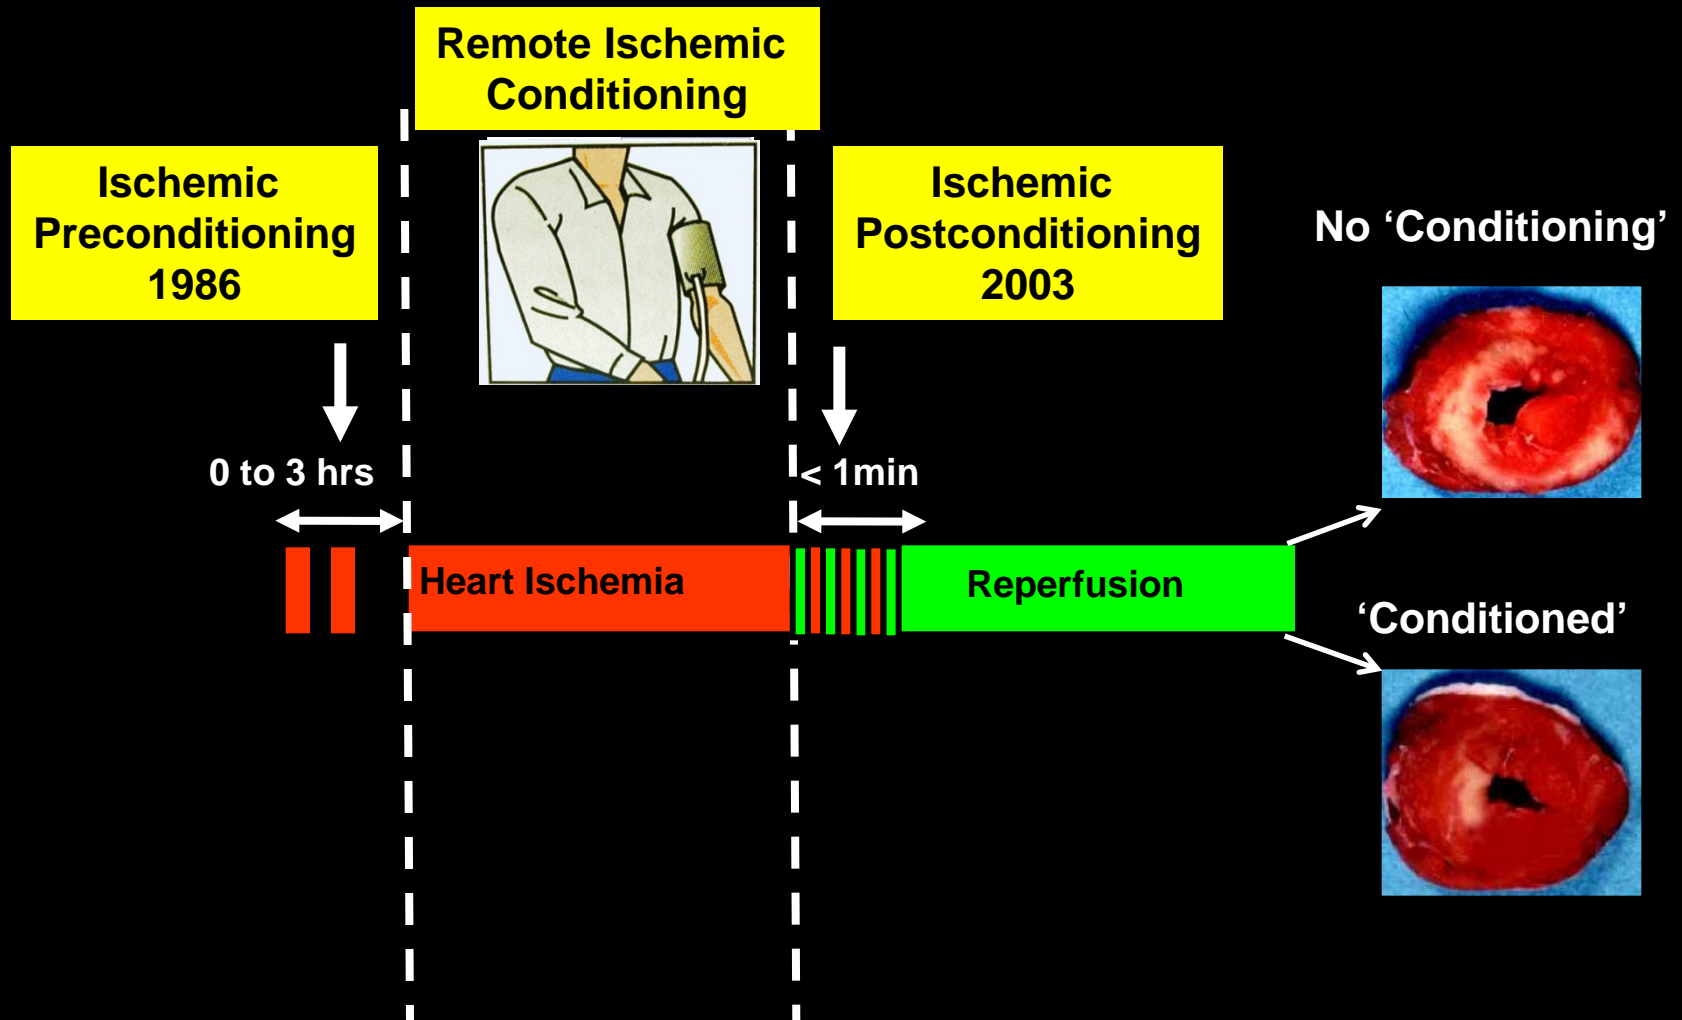 Remote Ischemic
Conditioning
Ischemic
Preconditioning
1986
Ischemic
Postconditioning
2003
No ‘Conditioning’
0 to 3 hrs
< 1min
Heart Ischemia
Reperfusion
‘Conditioned’